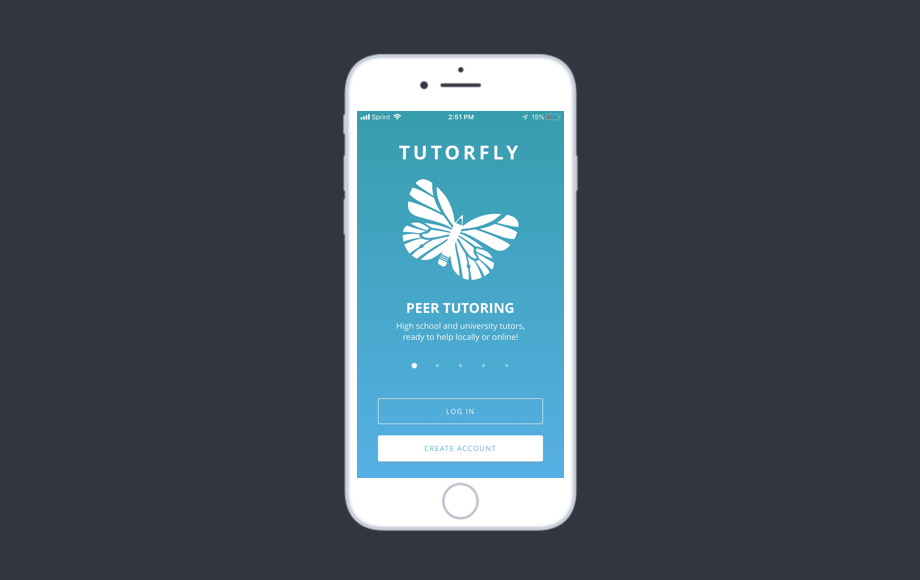 Sprint 2:51 PM 15%
TUTORFLY
PEER TUTORING
High school and university tutors,
ready to help locally or online!
LOG IN
CREATE ACCOUNT